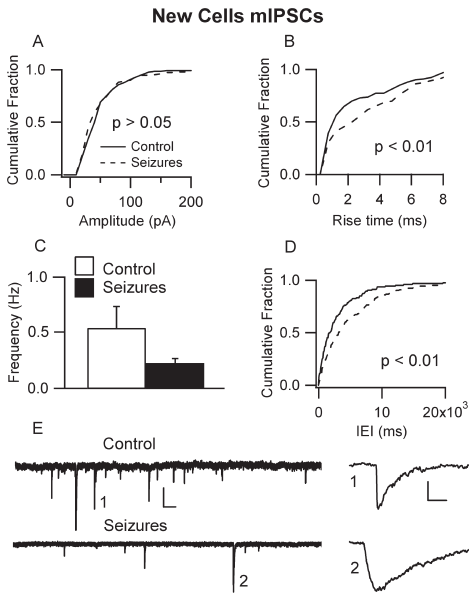 New Cells mIPSCs
A
Cumulative Fraction
1.0
0.5
0.0
p > 0.05
Control
Seizures
0
100
200
Amplitude (pA)
B
Cumulative Fraction
1.0
0.5
0.0
p < 0.01
0 2 4 6 8
Rise time (ms)
C
Frequency (Hz)
1.0
0.5
0.0
Control
Seizures
D
Cumulative Fraction
1.0
0.5
0.0
p < 0.01
0 10 20x10³
IEI (ms)
E
Control
1
Seizures
2
1
2